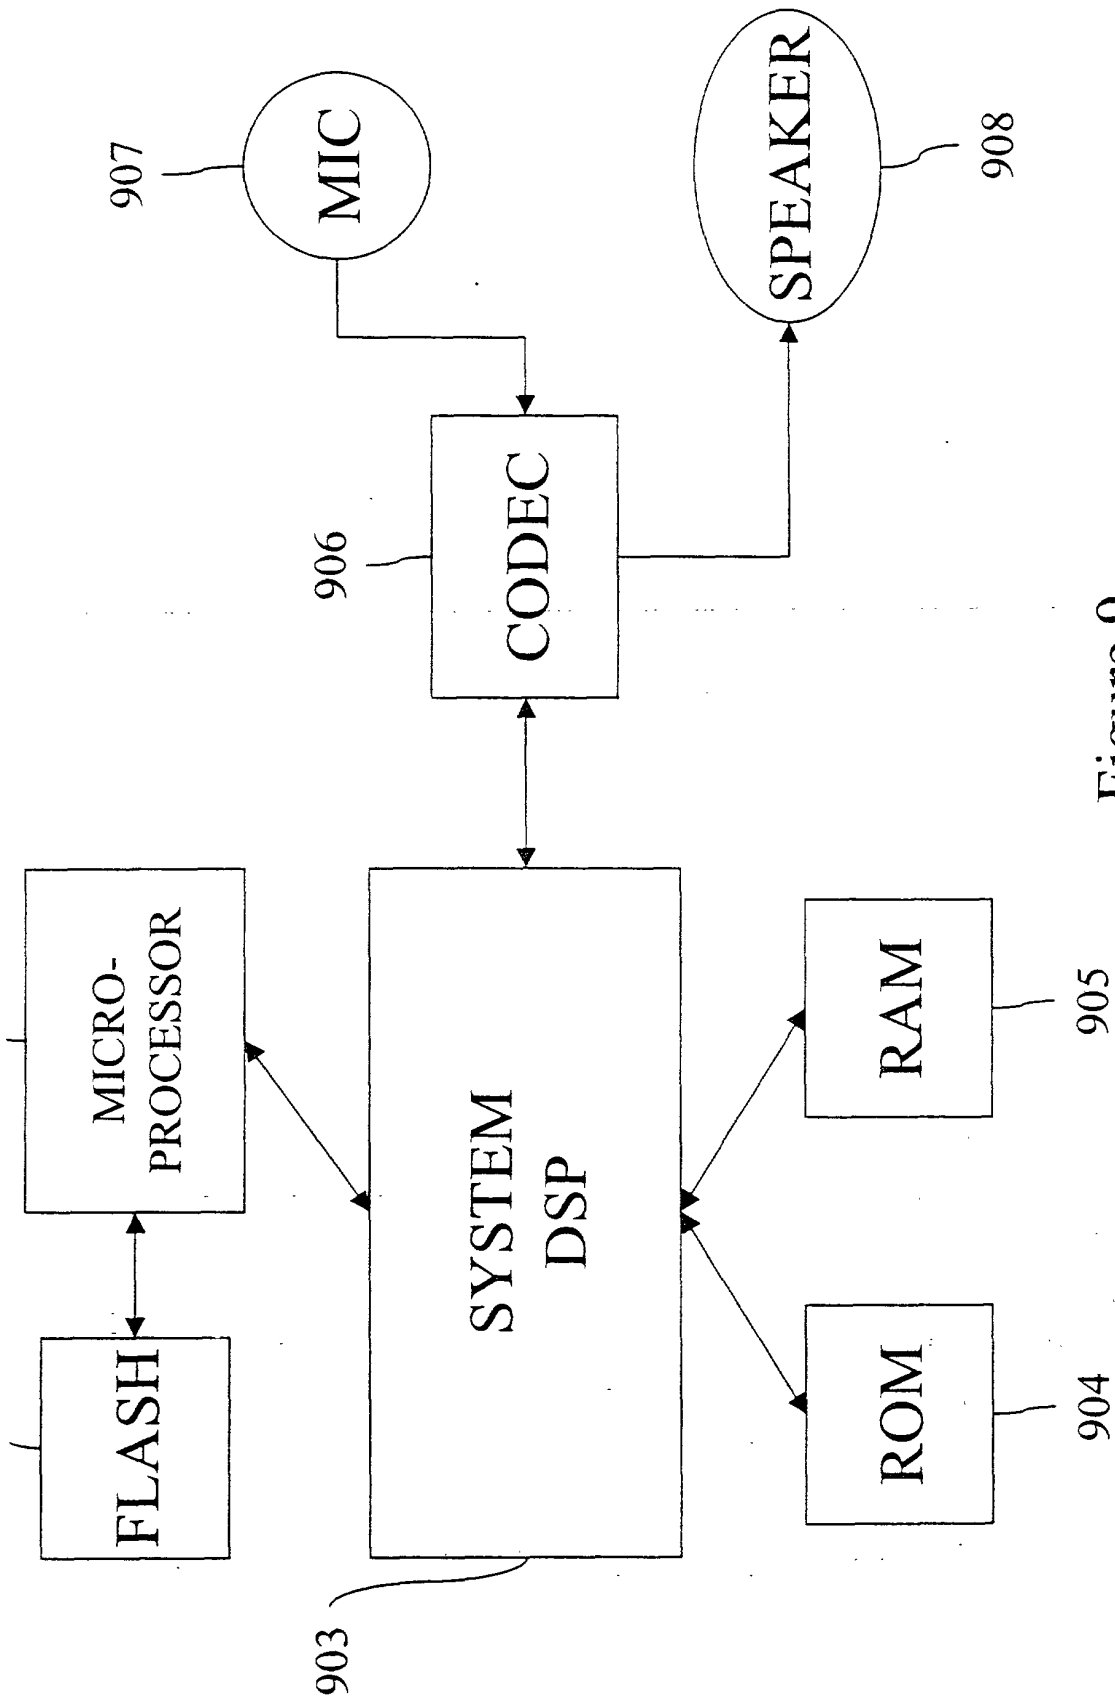 FLASH
MICRO-
PROCESSOR
907
903
906
MIC
SYSTEM
DSP
CODEC
SPEAKER
ROM
RAM
908
904
905
Figure 9